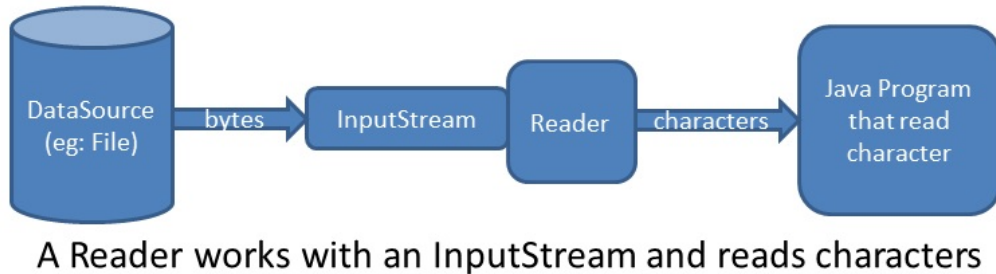 DataSource
(eg: File)
bytes
InputStream
Reader
characters
Java Program
that read
character
A Reader works with an InputStream and reads characters